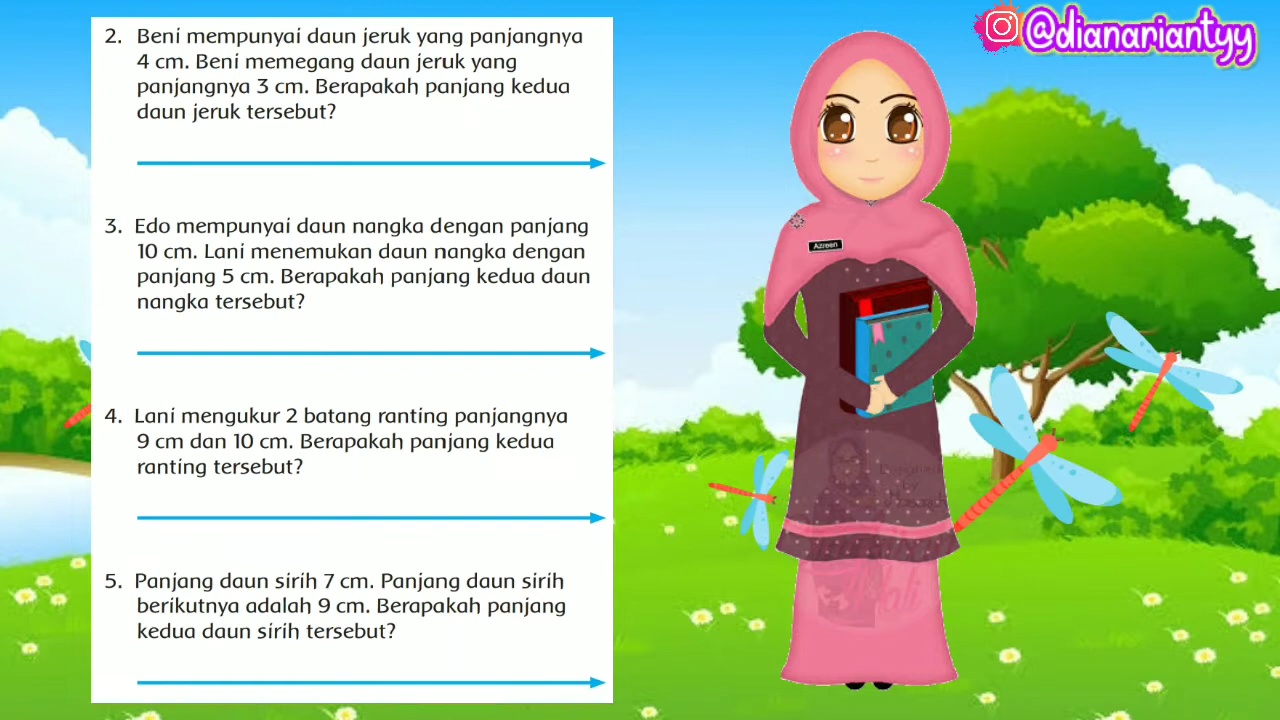 @dianariantyy
2. Beni mempunyai daun jeruk yang panjangnya
4 cm. Beni memegang daun jeruk yang
panjangnya 3 cm. Berapakah panjang kedua
daun jeruk tersebut?
3. Edo mempunyai daun nangka dengan panjang
10 cm. Lani menemukan daun nangka dengan
panjang 5 cm. Berapakah panjang kedua daun
nangka tersebut?
4. Lani mengukur 2 batang ranting panjangnya
9 cm dan 10 cm. Berapakah panjang kedua
ranting tersebut?
5. Panjang daun sirih 7 cm. Panjang daun sirih
berikutnya adalah 9 cm. Berapakah panjang
kedua daun sirih tersebut?
Azreen